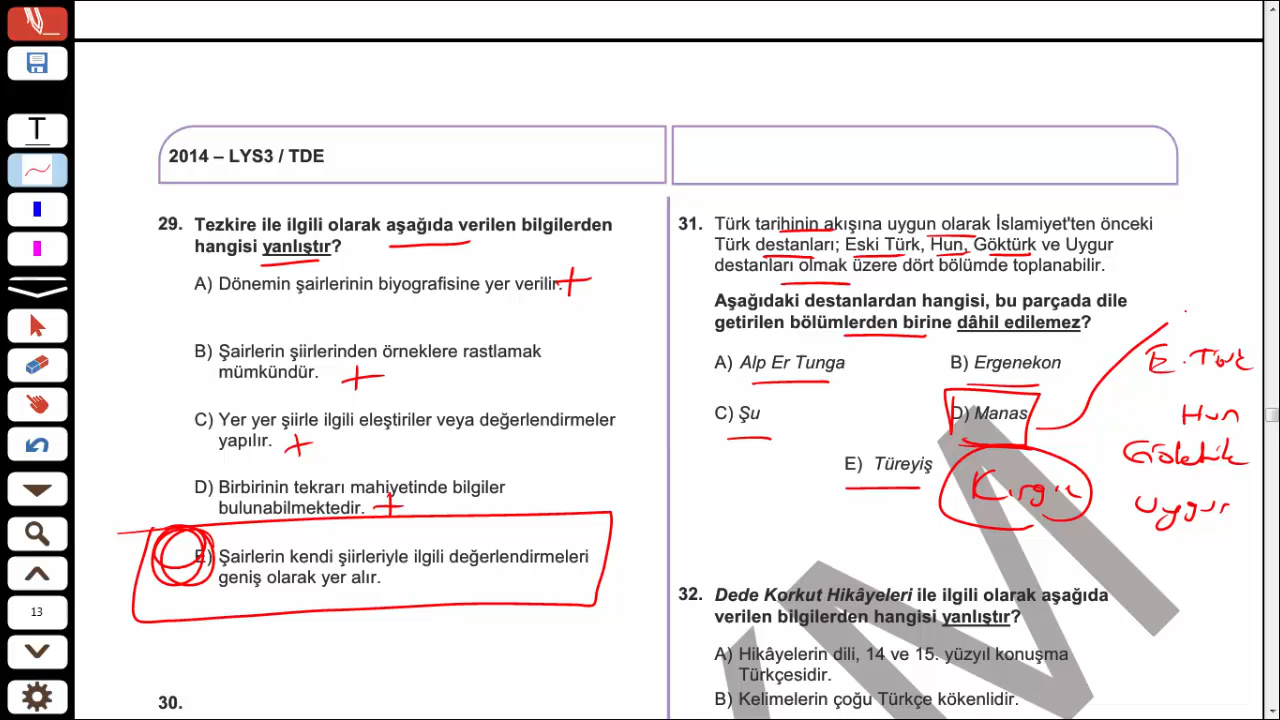 T
13
2014 – LYS3 / TDE
29. Tezkire ile ilgili olarak aşağıda verilen bilgilerden
hangisi yanlıştır?
A) Dönemin şairlerinin biyografisine yer verilir.
B) Şairlerin şiirlerinden örneklere rastlamak
mümkündür.
C) Yer yer şiirle ilgili eleştiriler veya değerlendirmeler
yapılır.
D) Birbirinin tekrarı mahiyetinde bilgiler
bulunabilmektedir.
E) Şairlerin kendi şiirleriyle ilgili değerlendirmeleri
geniş olarak yer alır.
30.
31. Türk tarihinin akışına uygun olarak İslamiyet'ten önceki
Türk destanları; Eski Türk, Hun, Göktürk ve Uygur
destanları olmak üzere dört bölümde toplanabilir.
Aşağıdaki destanlardan hangisi, bu parçada dile
getirilen bölümlerden birine dâhil edilemez?
A) Alp Er Tunga
B) Ergenekon
C) Şu
D) Manas
E) Türeyiş
E. Türk
Hun
Uygur
32. Dede Korkut Hikâyeleri ile ilgili olarak aşağıda
verilen bilgilerden hangisi yanlıştır?
A) Hikâyelerin dili, 14 ve 15. yüzyıl konuşma
Türkçesidir.
B) Kelimelerin çoğu Türkçe kökenlidir.